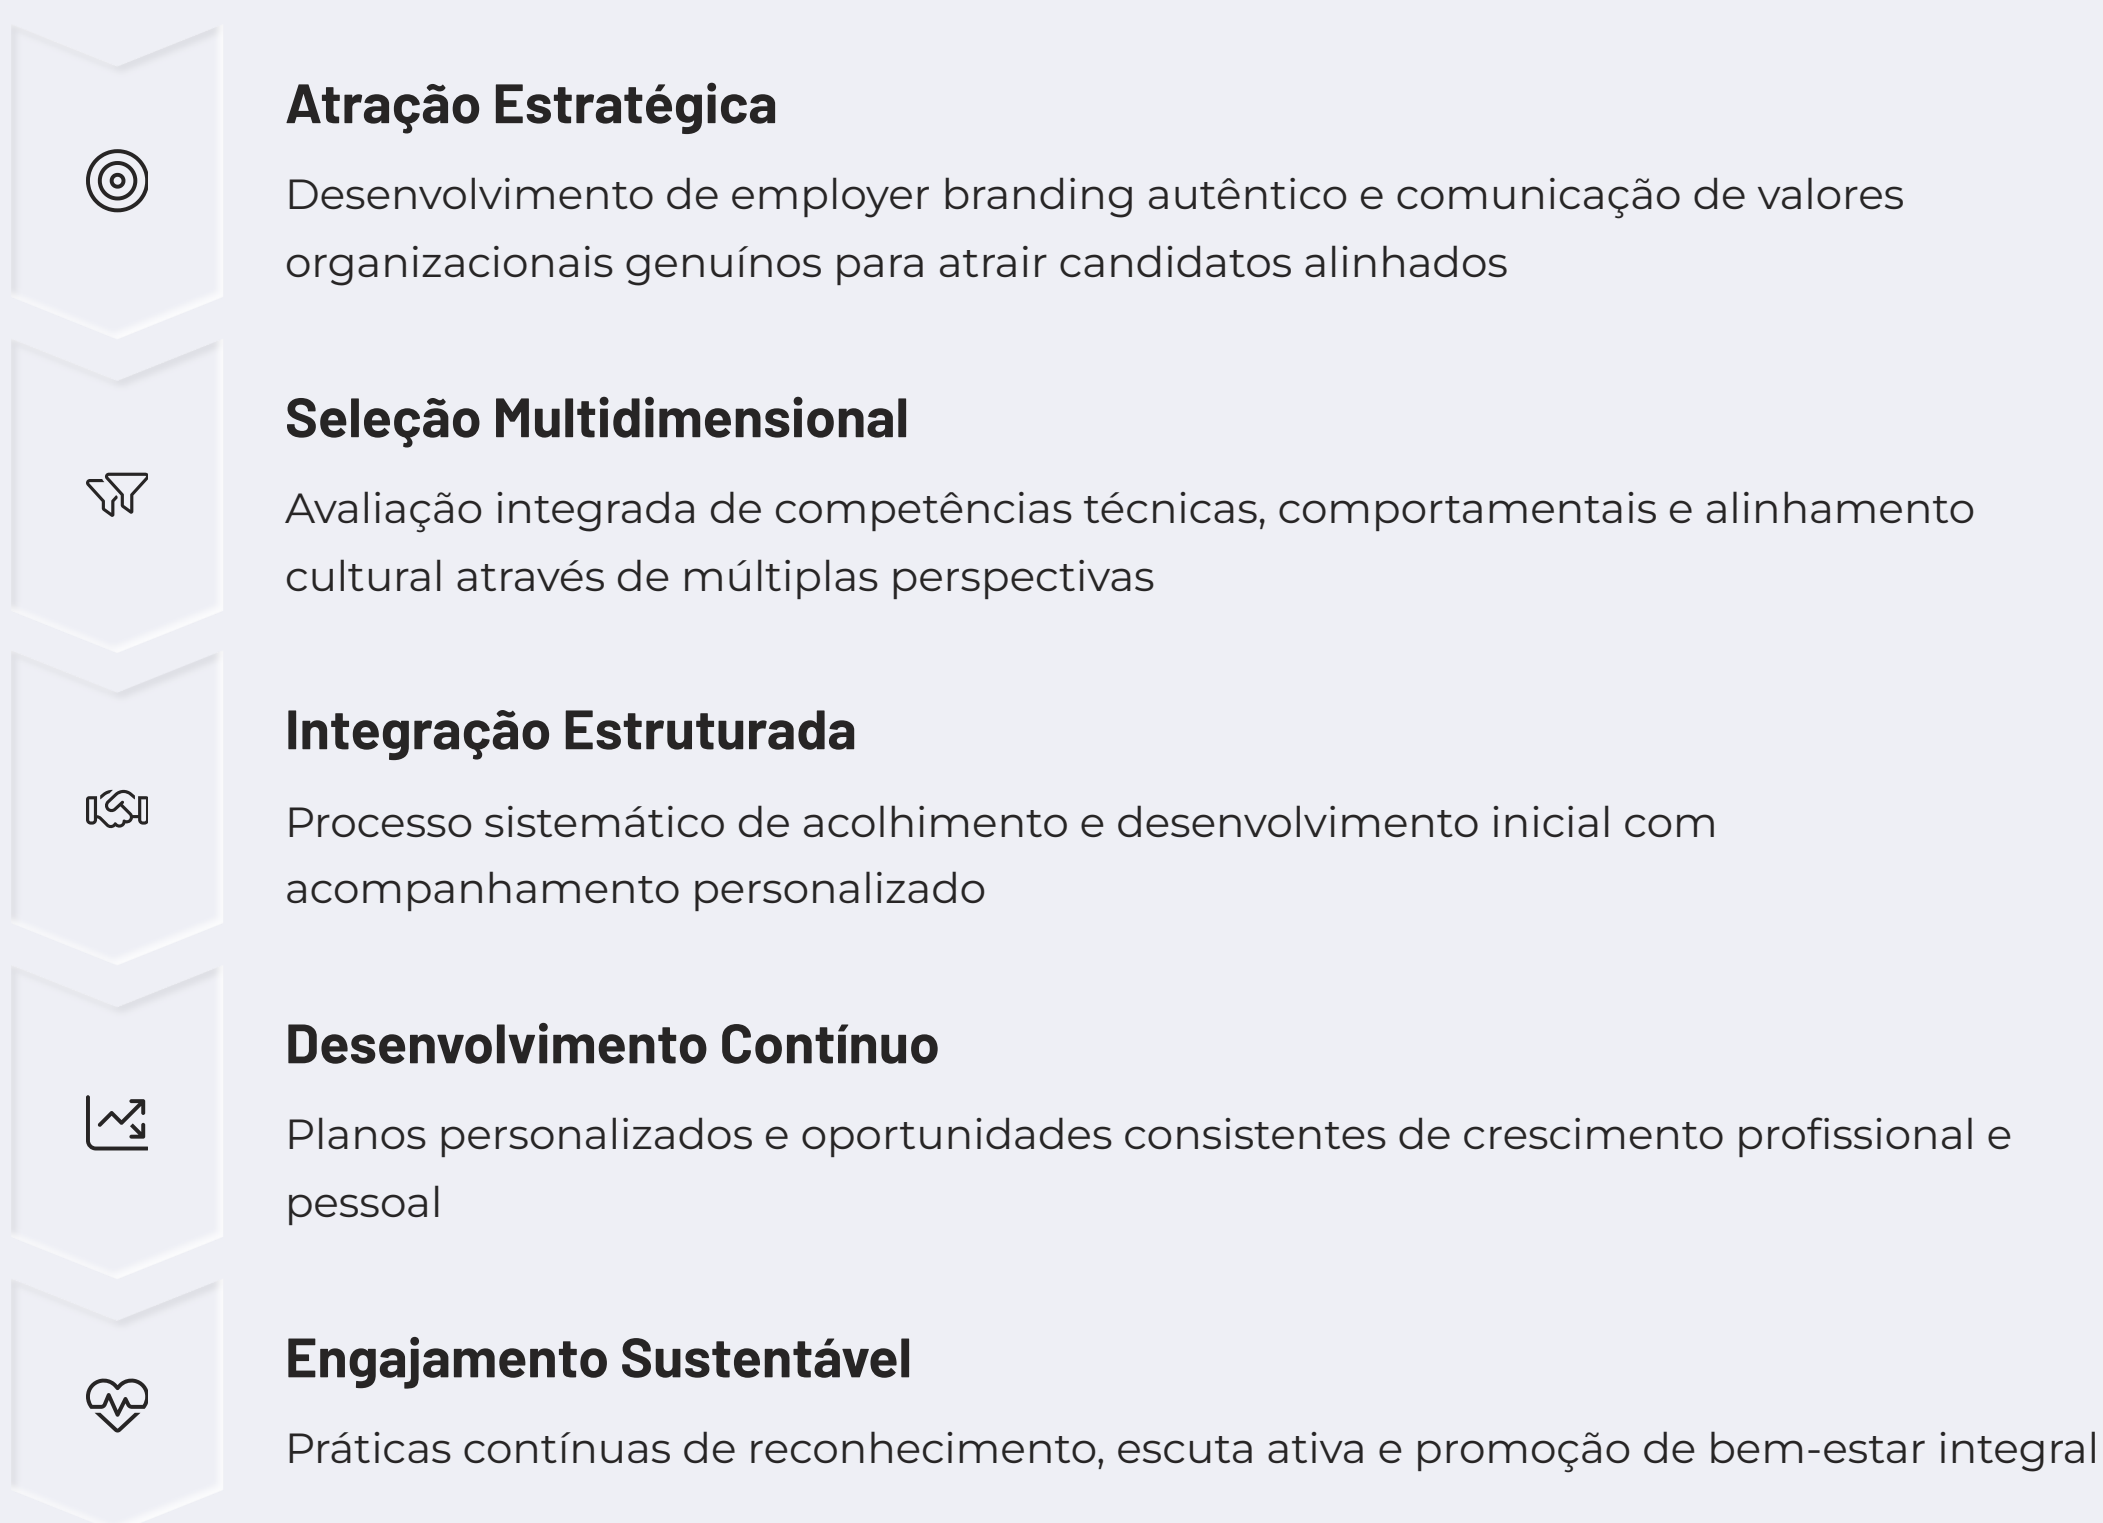 Atração Estratégica
Desenvolvimento de employer branding autêntico e comunicação de valores
organizacionais genuínos para atrair candidatos alinhados
Seleção Multidimensional
Avaliação integrada de competências técnicas, comportamentais e alinhamento
cultural através de múltiplas perspectivas
Integração Estruturada
Processo sistemático de acolhimento e desenvolvimento inicial com
acompanhamento personalizado
Desenvolvimento Contínuo
Planos personalizados e oportunidades consistentes de crescimento profissional e
pessoal
Engajamento Sustentável
Práticas contínuas de reconhecimento, escuta ativa e promoção de bem-estar integral